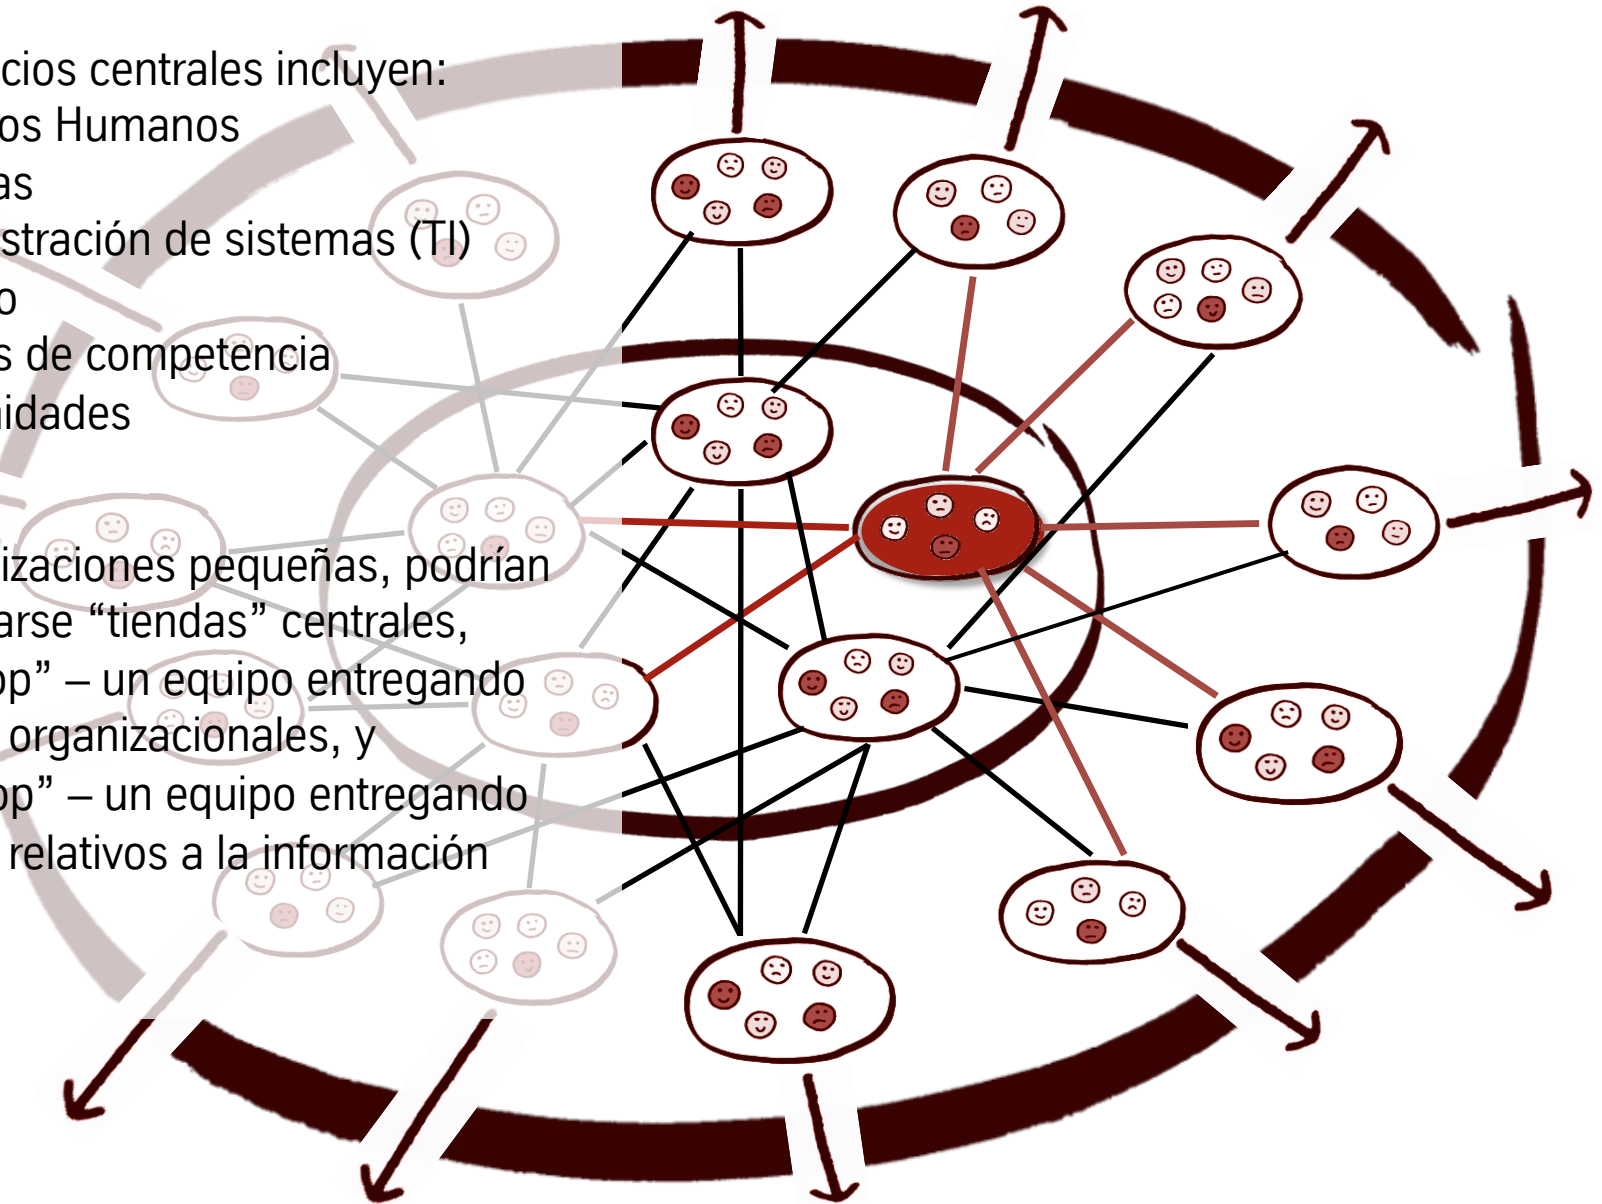 cios centrales incluyen:
os Humanos
as
stración de sistemas (TI)
o
s de competencia
nidades
izaciones pequeñas, podrían
arse “tiendas” centrales,
op” – un equipo entregando
organizacionales, y
op” – un equipo entregando
relativos a la información